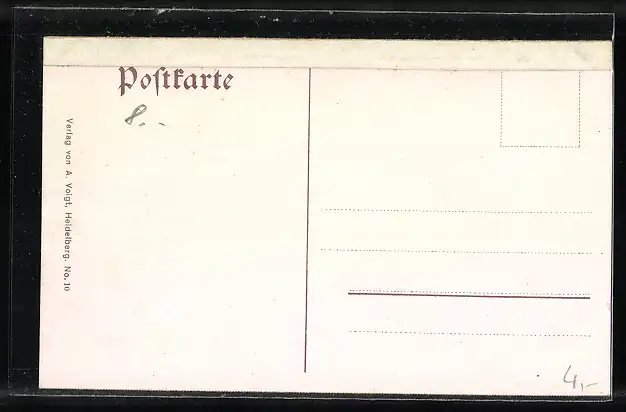 Postkarte
8.-
Verlag von A. Voigt, Heidelberg. No. 10
4,-